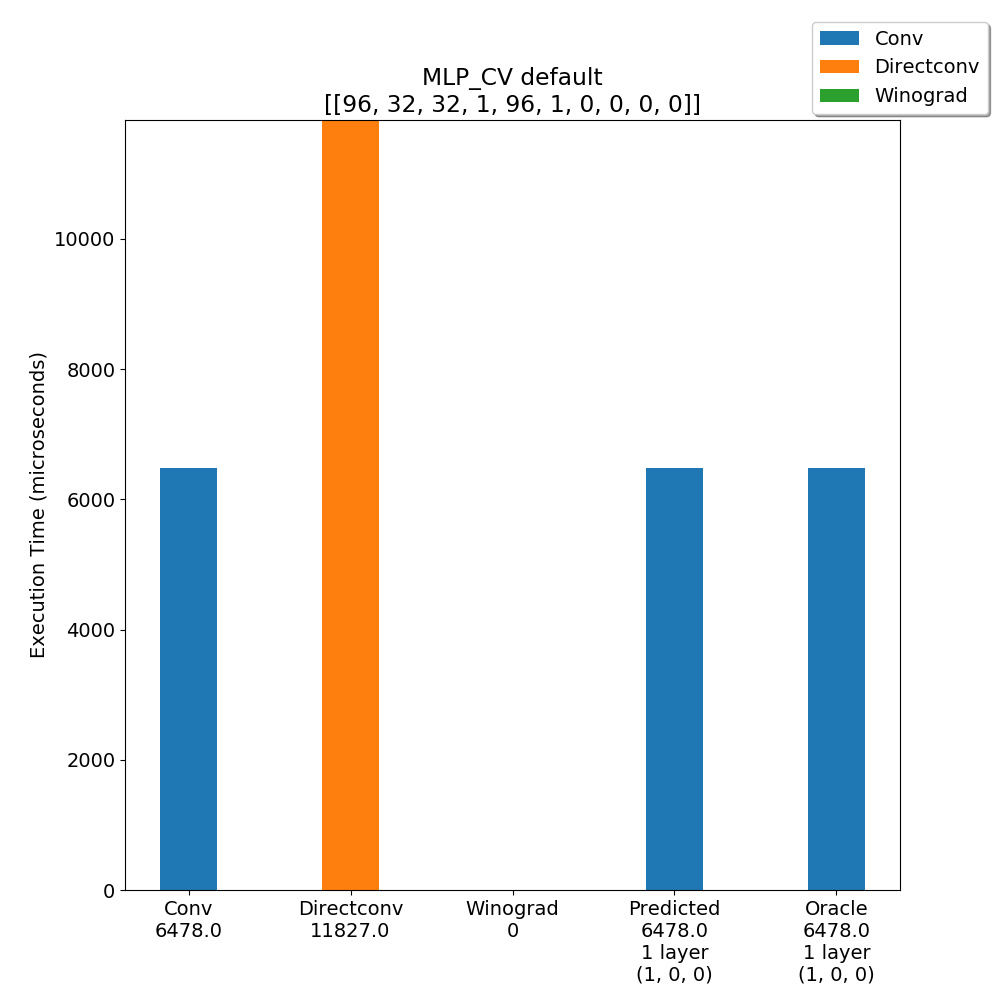 Conv
Directconv
Winograd
MLP_CV default
[[96, 32, 32, 1, 96, 1, 0, 0, 0, 0]]
Execution Time (microseconds)
10000
8000
6000
4000
2000
0
Conv
6478.0
Directconv
11827.0
Winograd
0
Predicted
6478.0
1 layer
(1, 0, 0)
Oracle
6478.0
1 layer
(1, 0, 0)